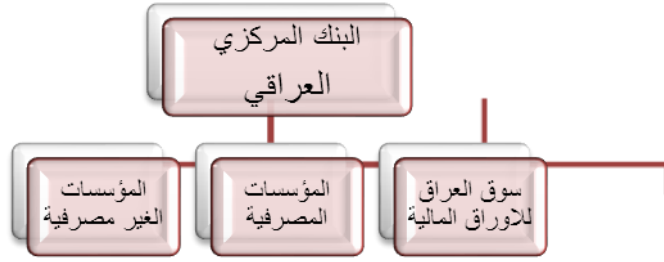 البنك المركزي
العراقي
سوق العراق
للاوراق المالية
المؤسسات
المصرفية
المؤسسات
الغير مصرفية